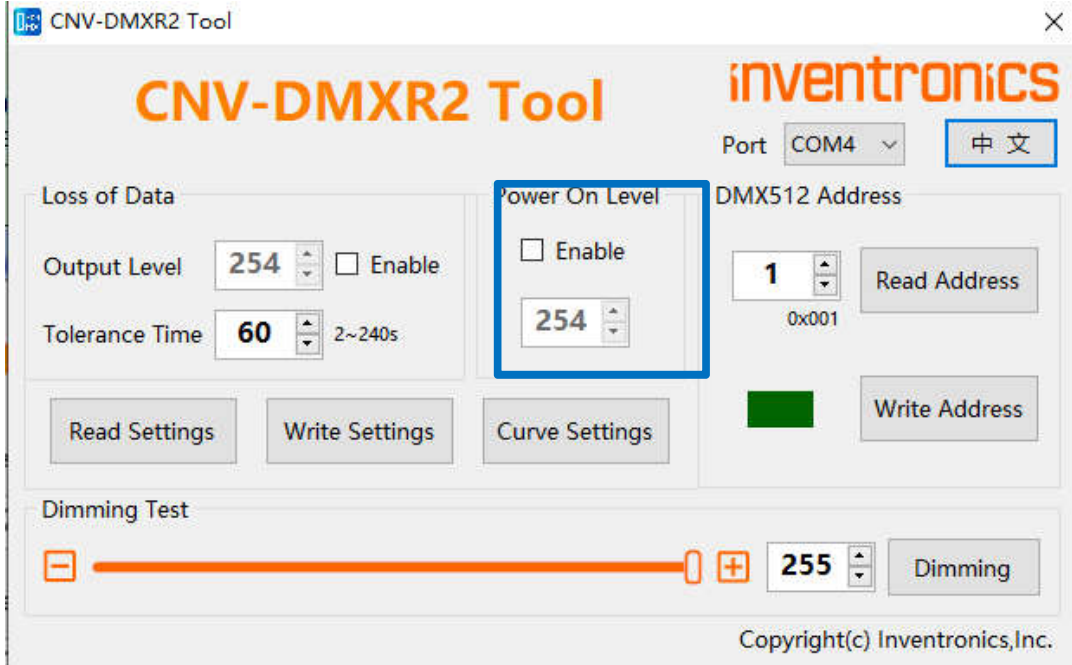 CNV-DMXR2 Tool
CNV-DMXR2 Tool
inventronics
Port COM4 中文
Loss of Data
Output Level 254 Enable
Tolerance Time 60 2~240s
Power On Level
Enable
254
DMX512 Address
1 Read Address
0x001
Write Address
Read Settings Write Settings Curve Settings
Dimming Test
255 Dimming
Copyright(c) Inventronics,Inc.